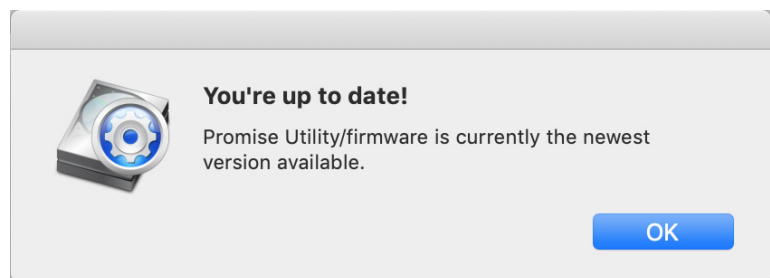 You're up to date!
Promise Utility/firmware is currently the newest
version available.
OK